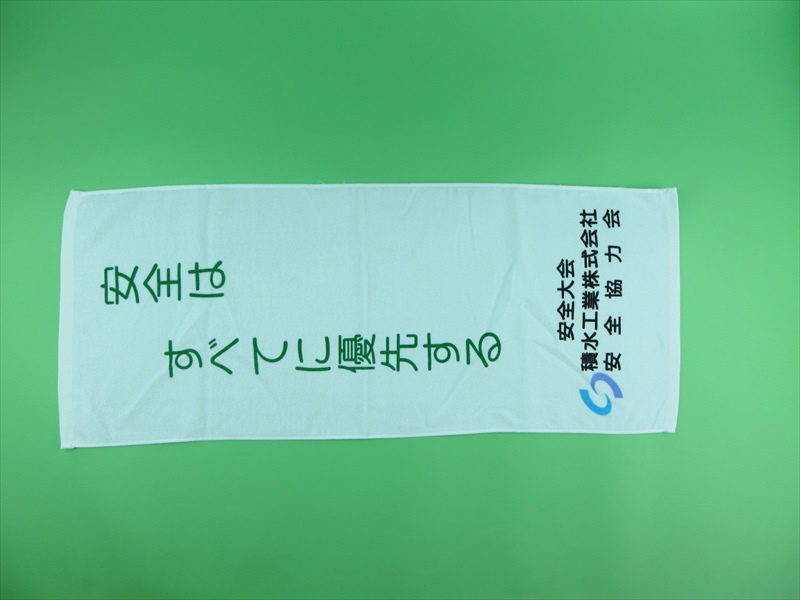 安全は
すべてに優先する
安全大会
積水工業株式会社
安全協力会